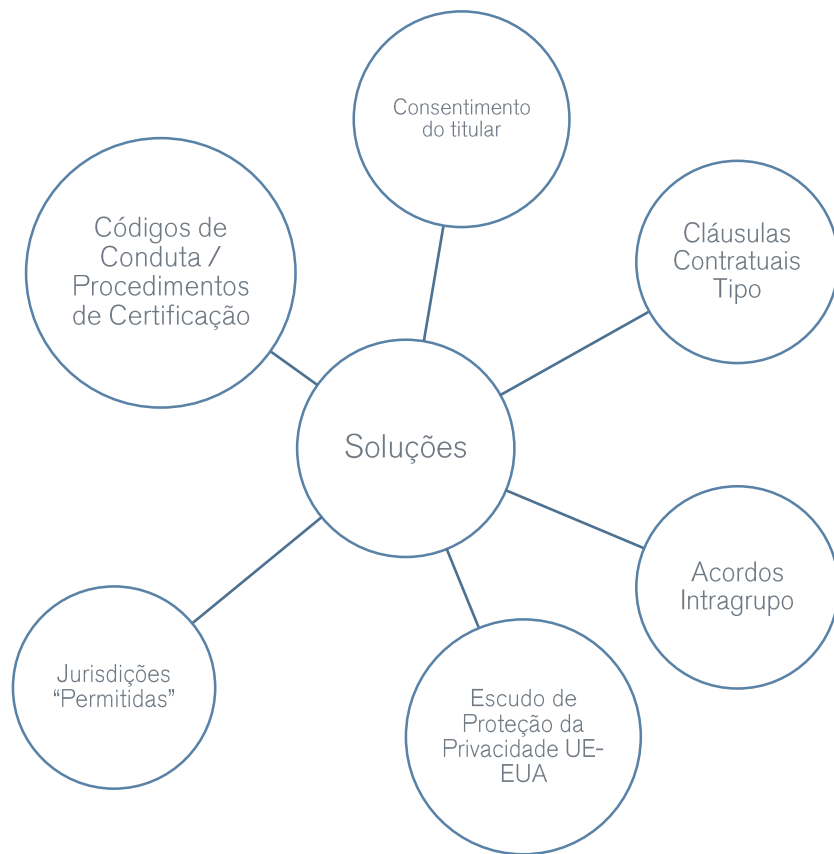 Consentimento
do titular
Códigos de
Conduta /
Procedimentos
de Certificação
Cláusulas
Contratuais
Tipo
Soluções
Acordos
Intragrupo
Jurisdições
“Permitidas”
Escudo de
Proteção da
Privacidade UE-
EUA